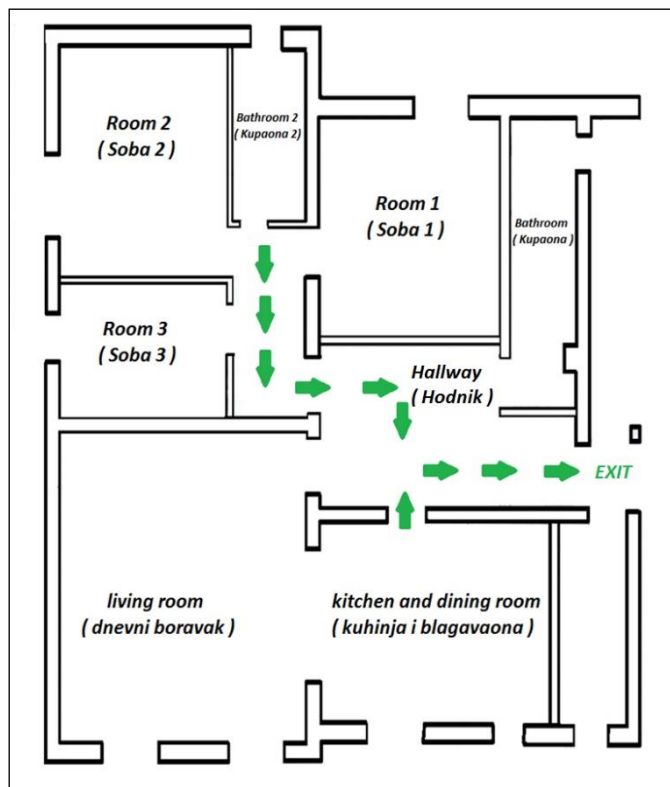 Room 2
( Soba 2 )
Bathroom 2
( Kupaona 2)
Room 1
( Soba 1 )
Bathroom
( Kupaona )
Room 3
( Soba 3 )
Hallway
( Hodnik )
EXIT
living room
( dnevni boravak )
kitchen and dining room
( kuhinja i blagavaona )